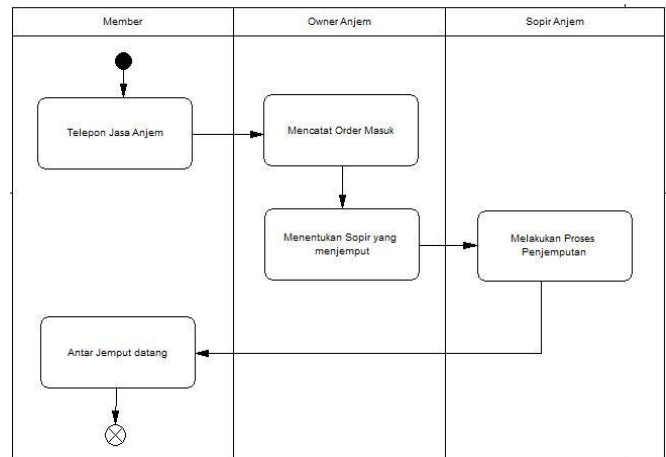 Member
Owner Anjem
Sopir Anjem
Telepon Jasa Anjem
Mencatat Order Masuk
Menentukan Sopir yang
menjemput
Melakukan Proses
Penjemputan
Antar Jemput datang